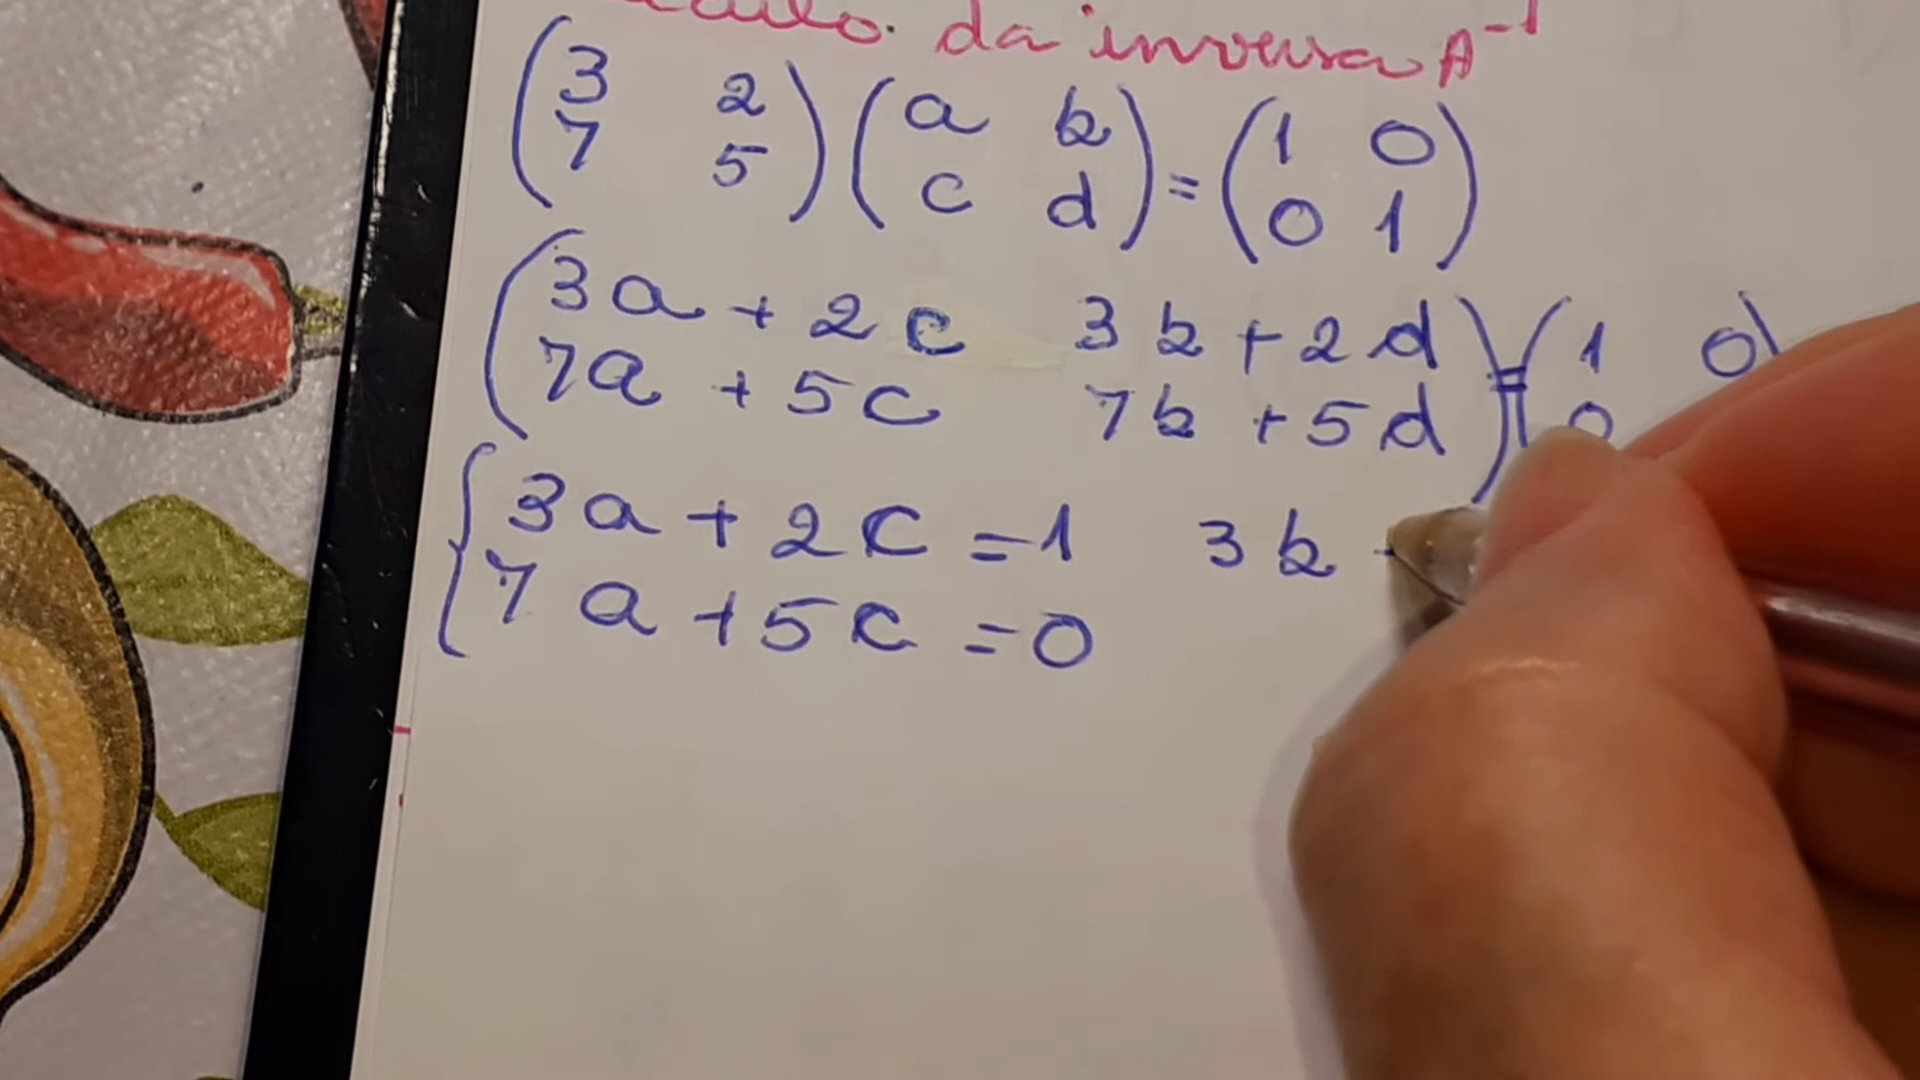 da inversa A⁻¹
(3 2 (a b = (1 0
7 5) c d) 0 1)
(3a + 2c 3b + 2d = (1 0)
7a + 5c 7b + 5d) 0
{3a + 2c = 1 3b
7a + 5c = 0